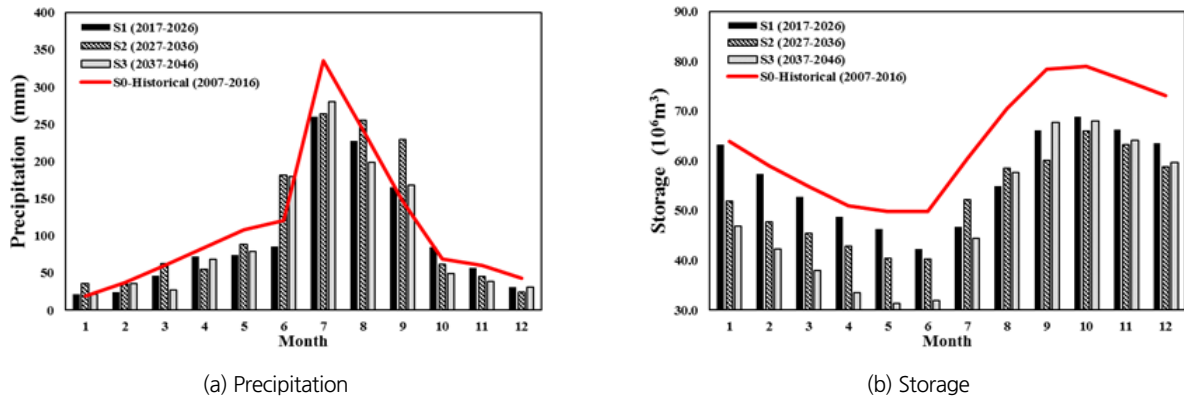 400
350
300
250
200
150
100
50
0
Precipitation (mm)
S1 (2017-2026)
S2 (2027-2036)
S3 (2037-2046)
S0-Historical (2007-2016)
1 2 3 4 5 6 7 8 9 10 11 12
Month
(a) Precipitation
90.0
80.0
70.0
60.0
50.0
40.0
30.0
Storage (10⁶m³)
S1 (2017-2026)
S2 (2027-2036)
S3 (2037-2046)
S0-Historical (2007-2016)
1 2 3 4 5 6 7 8 9 10 11 12
Month
(b) Storage